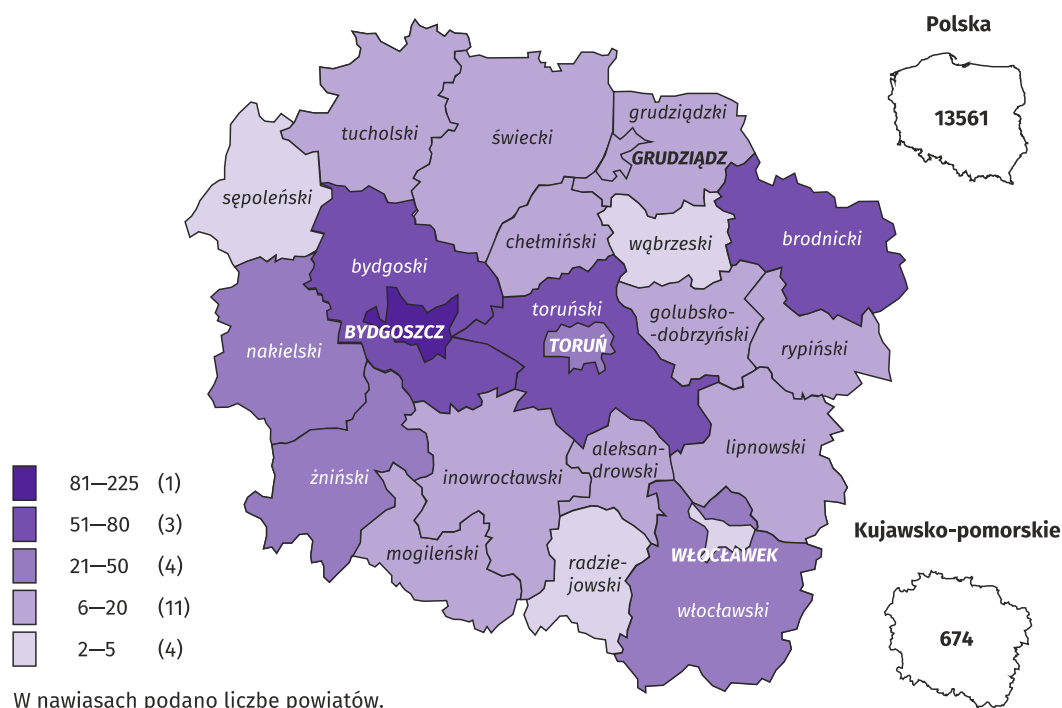 Polska
13561
grudziądzki
tucholski
świecki
GRUDZIĄDZ
sępoleński
chełmiński
wąbrzeski
brodnicki
bydgoski
toruński
golubsko-
-dobrzyński
BYDGOSZCZ
TORUŃ
nakielski
rypiński
aleksan-
drowski
lipnowski
żniński
inowrocławski
mogileński
radzie-
jowski
WŁOCŁAWEK
włocławski
81—225 (1)
51—80 (3)
21—50 (4)
6—20 (11)
2—5 (4)
Kujawsko-pomorskie
674
W nawiasach podano liczbę powiatów.